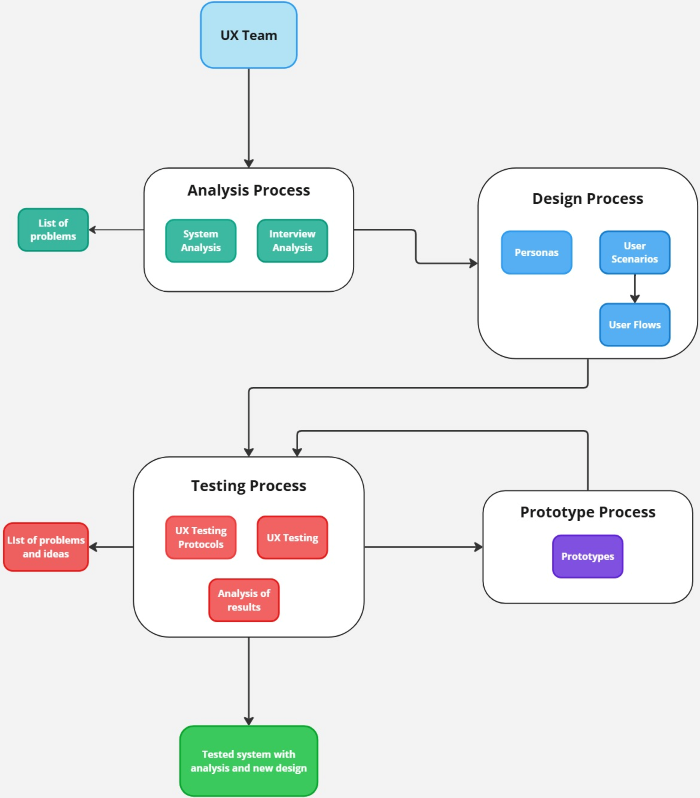 UX Team
Analysis Process
List of
problems
System
Analysis
Interview
Analysis
Design Process
Personas
User
Scenarios
User Flows
Testing Process
UX Testing
Protocols
UX Testing
Analysis of
results
List of problems
and ideas
Prototype Process
Prototypes
Tested system with
analysis and new design